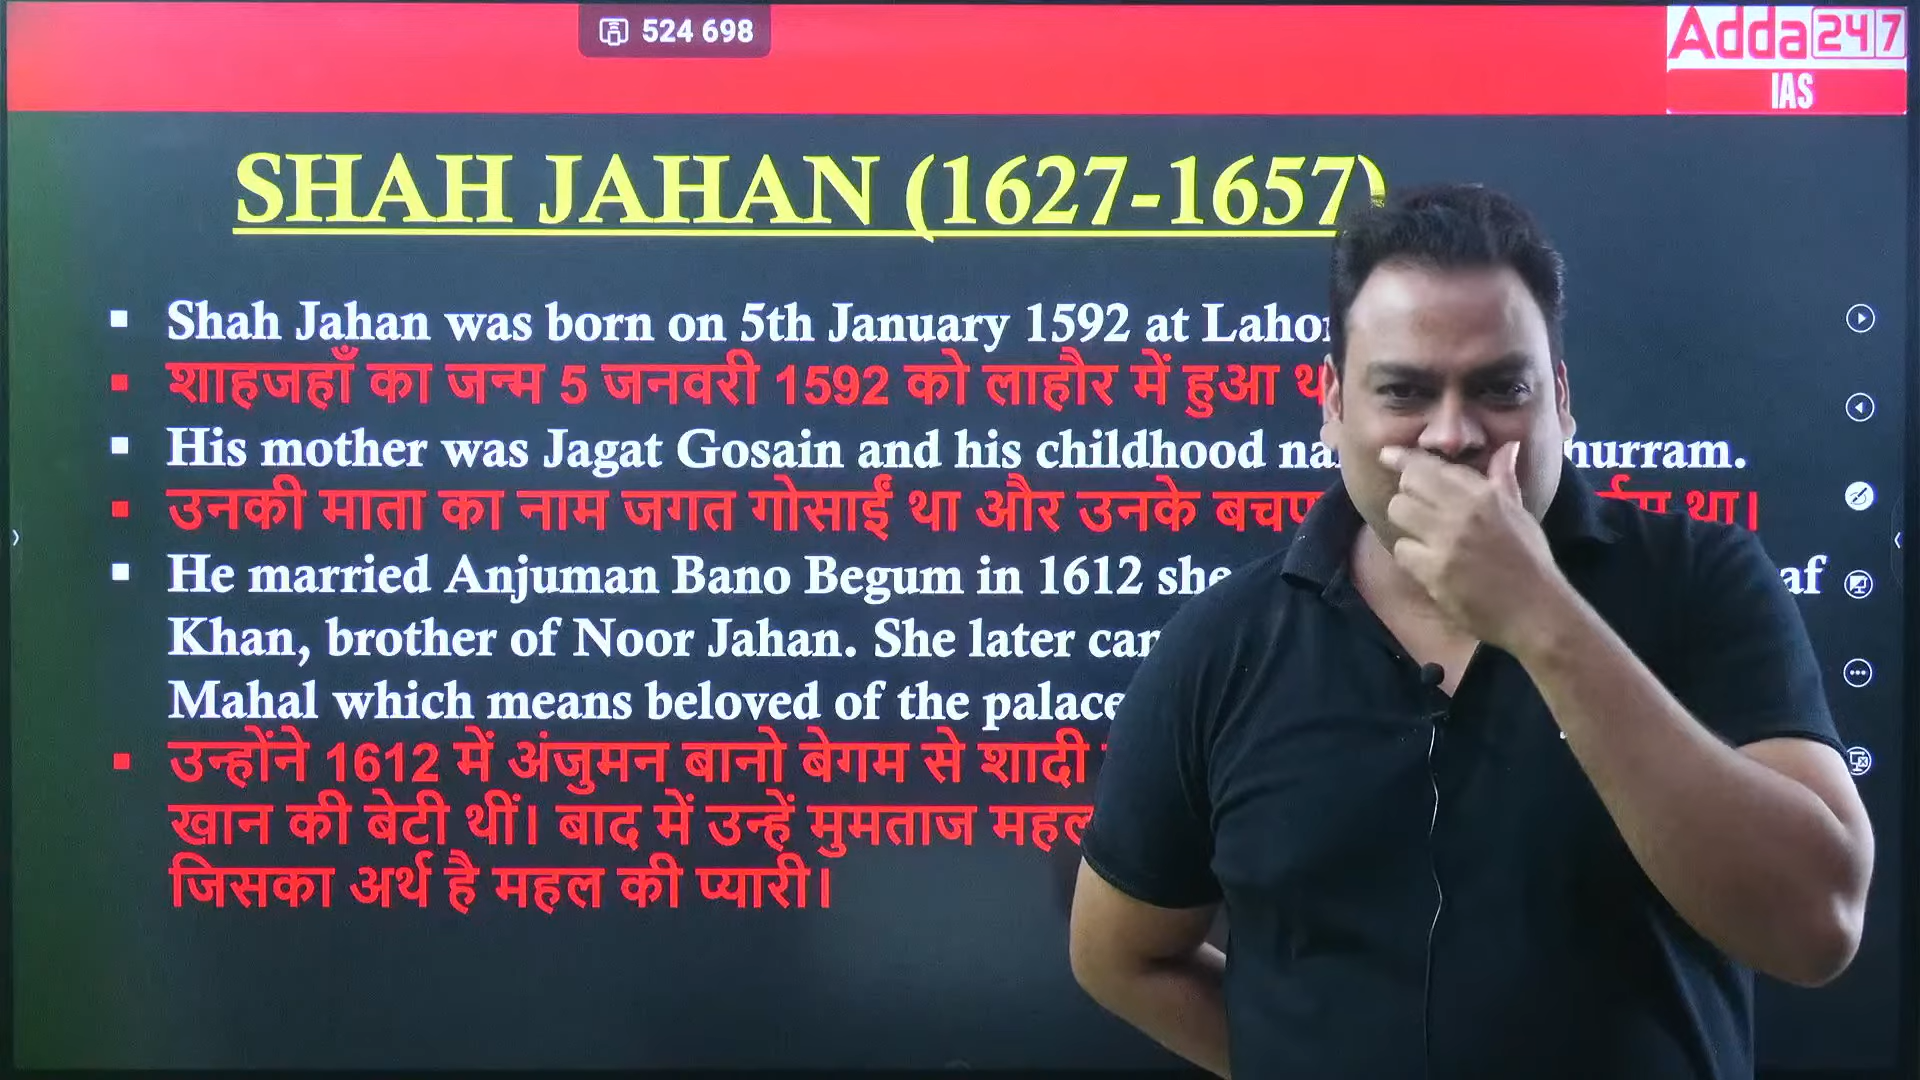 524 698
Adda247
IAS
SHAH JAHAN (1627-1657)
▪ Shah Jahan was born on 5th January 1592 at
▪ शाहजहाँ का जन्म 5 जनवरी 1592 को लाहौर में हुआ
▪ His mother was Jagat Gosain and his childhood
▪ उनकी माता का नाम जगत गोसाईं था और उनके था।
▪ He married Anjuman Bano Begum in 1612 she
Khan, brother of Noor Jahan. She later
Mahal which means beloved of the palace
▪ उन्होंने 1612 में अंजुमन बानो बेगम से शादी
खान की बेटी थीं। बाद में उन्हें मुमताज महल
जिसका अर्थ है महल की प्यारी।